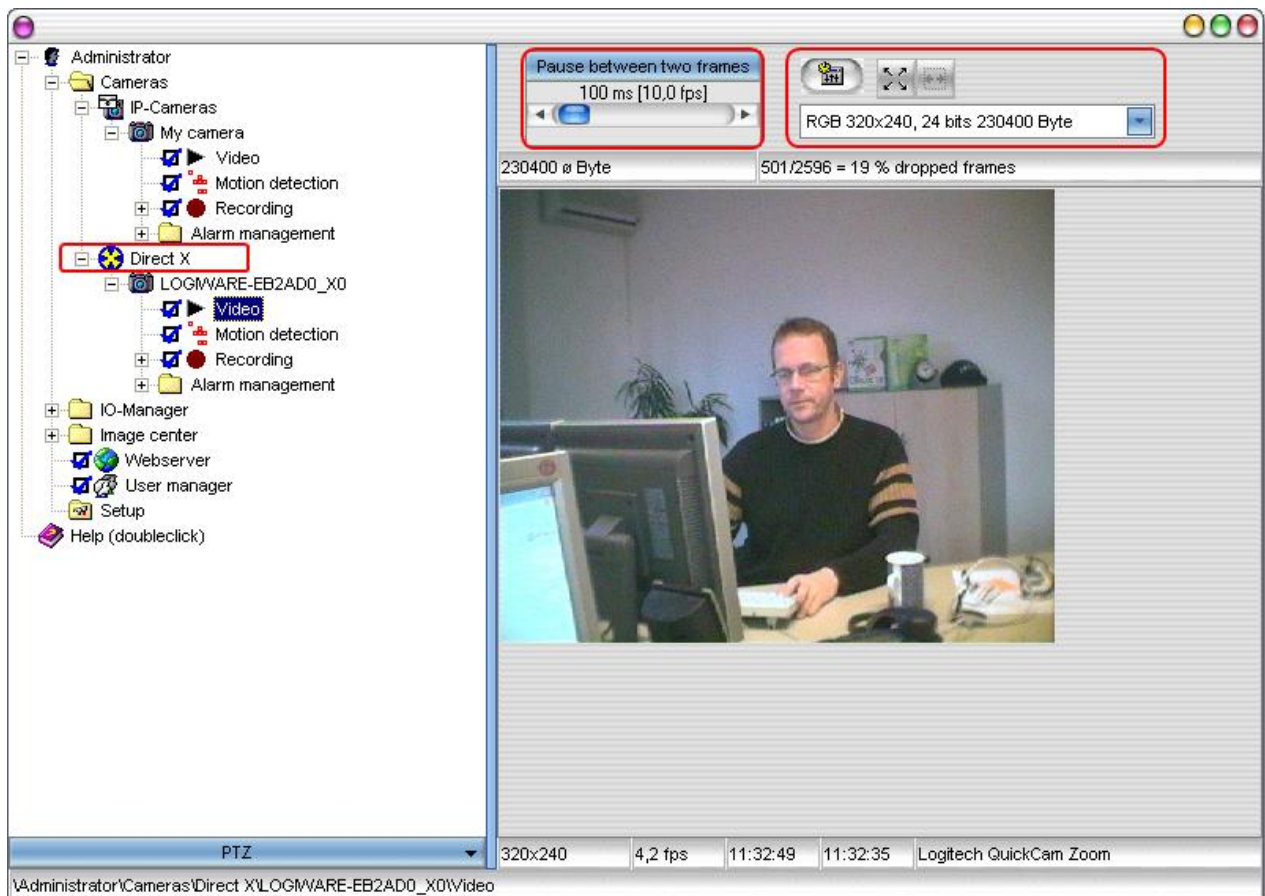 Administrator
Cameras
IP-Cameras
My camera
Video
Motion detection
Recording
Alarm management
Direct X
LOGIWARE-EB2AD0_X0
Video
Motion detection
Recording
Alarm management
IO-Manager
Image center
Webserver
User manager
Setup
Help (doubleclick)
PTZ
Pause between two frames
100 ms [10,0 fps]
RGB 320x240, 24 bits 230400 Byte
230400 ø Byte
501/2596 = 19 % dropped frames
320x240
4,2 fps
11:32:49
11:32:35
Logitech QuickCam Zoom
\Administrator\Cameras\Direct X\LOGIWARE-EB2AD0_X0\Video